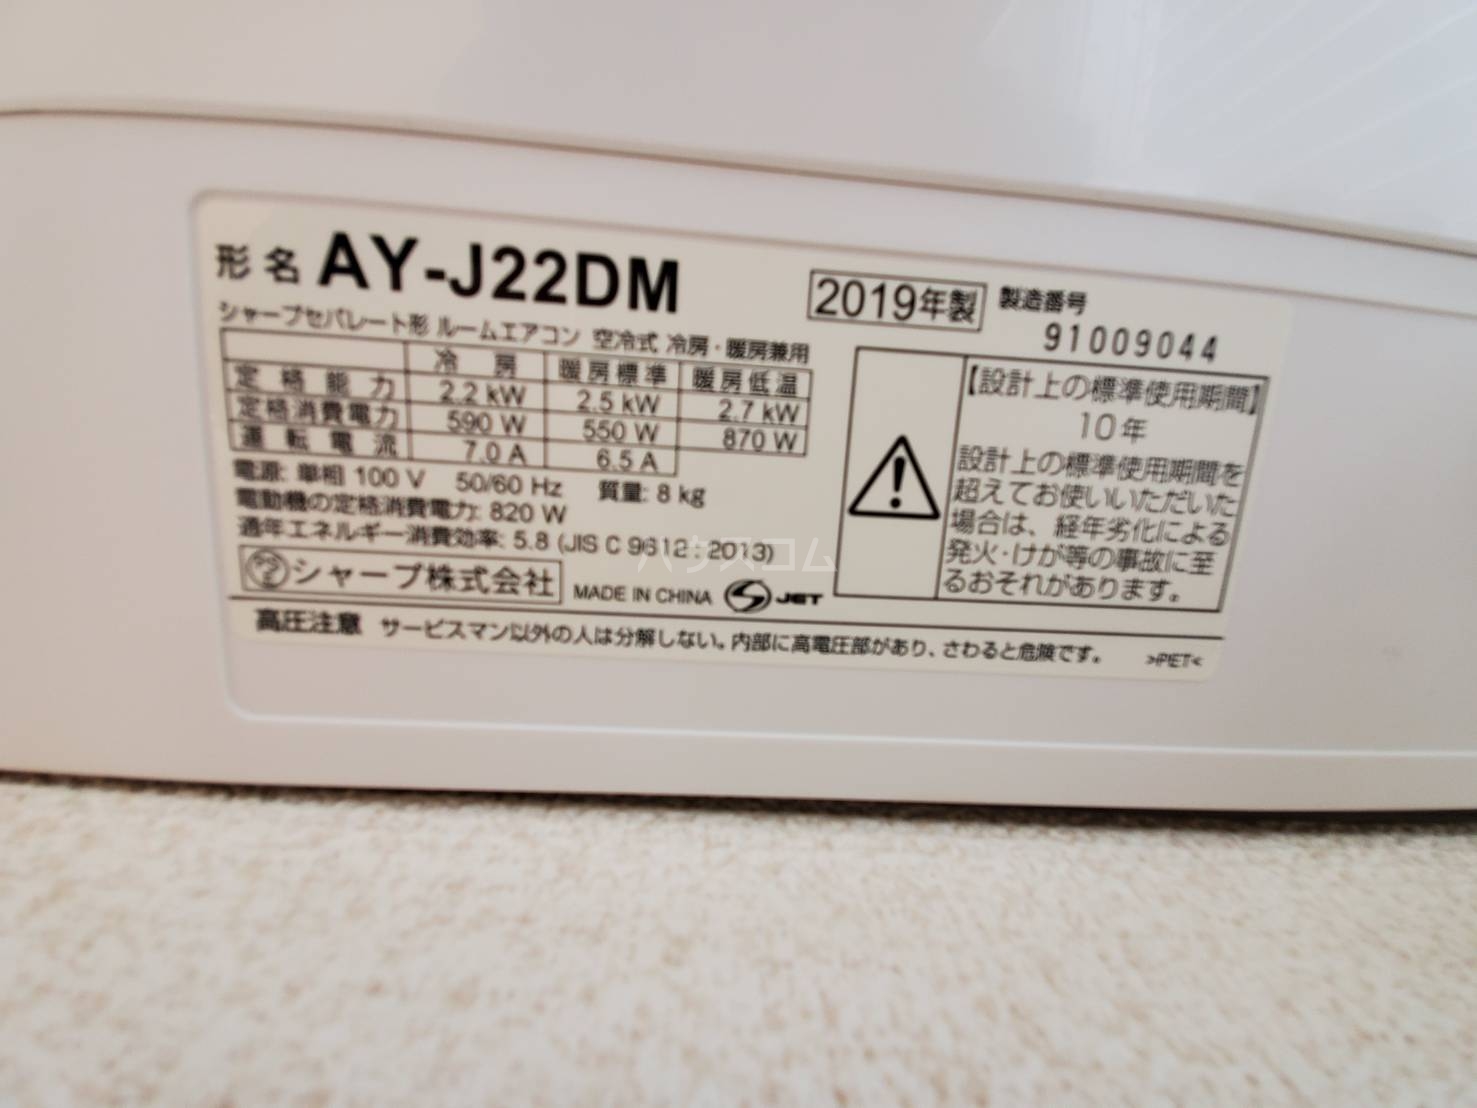 形名 AY-J22DM 2019年製 製造番号
91009044
シャープセパレート形 ルームエアコン 空冷式 冷房・暖房兼用
冷房 暖房標準 暖房低温
定格能力 2.2 kW 2.5 kW 2.7 kW
定格消費電力 590 W 550 W 870 W
運転電流 7.0 A 6.5 A
電源: 単相 100 V 50/60 Hz 質量: 8 kg
電動機の定格消費電力: 820 W
通年エネルギー消費効率: 5.8 (JIS C 9612 : 2013)
シャープ株式会社 MADE IN CHINA JET
【設計上の標準使用期間】
10年
設計上の標準使用期間を
超えてお使いいただいた
場合は、経年劣化による
発火・けが等の事故に至
るおそれがあります。
高圧注意 サービスマン以外の人は分解しない。内部に高電圧部があり、さわると危険です。 >PET<
ハウスコム